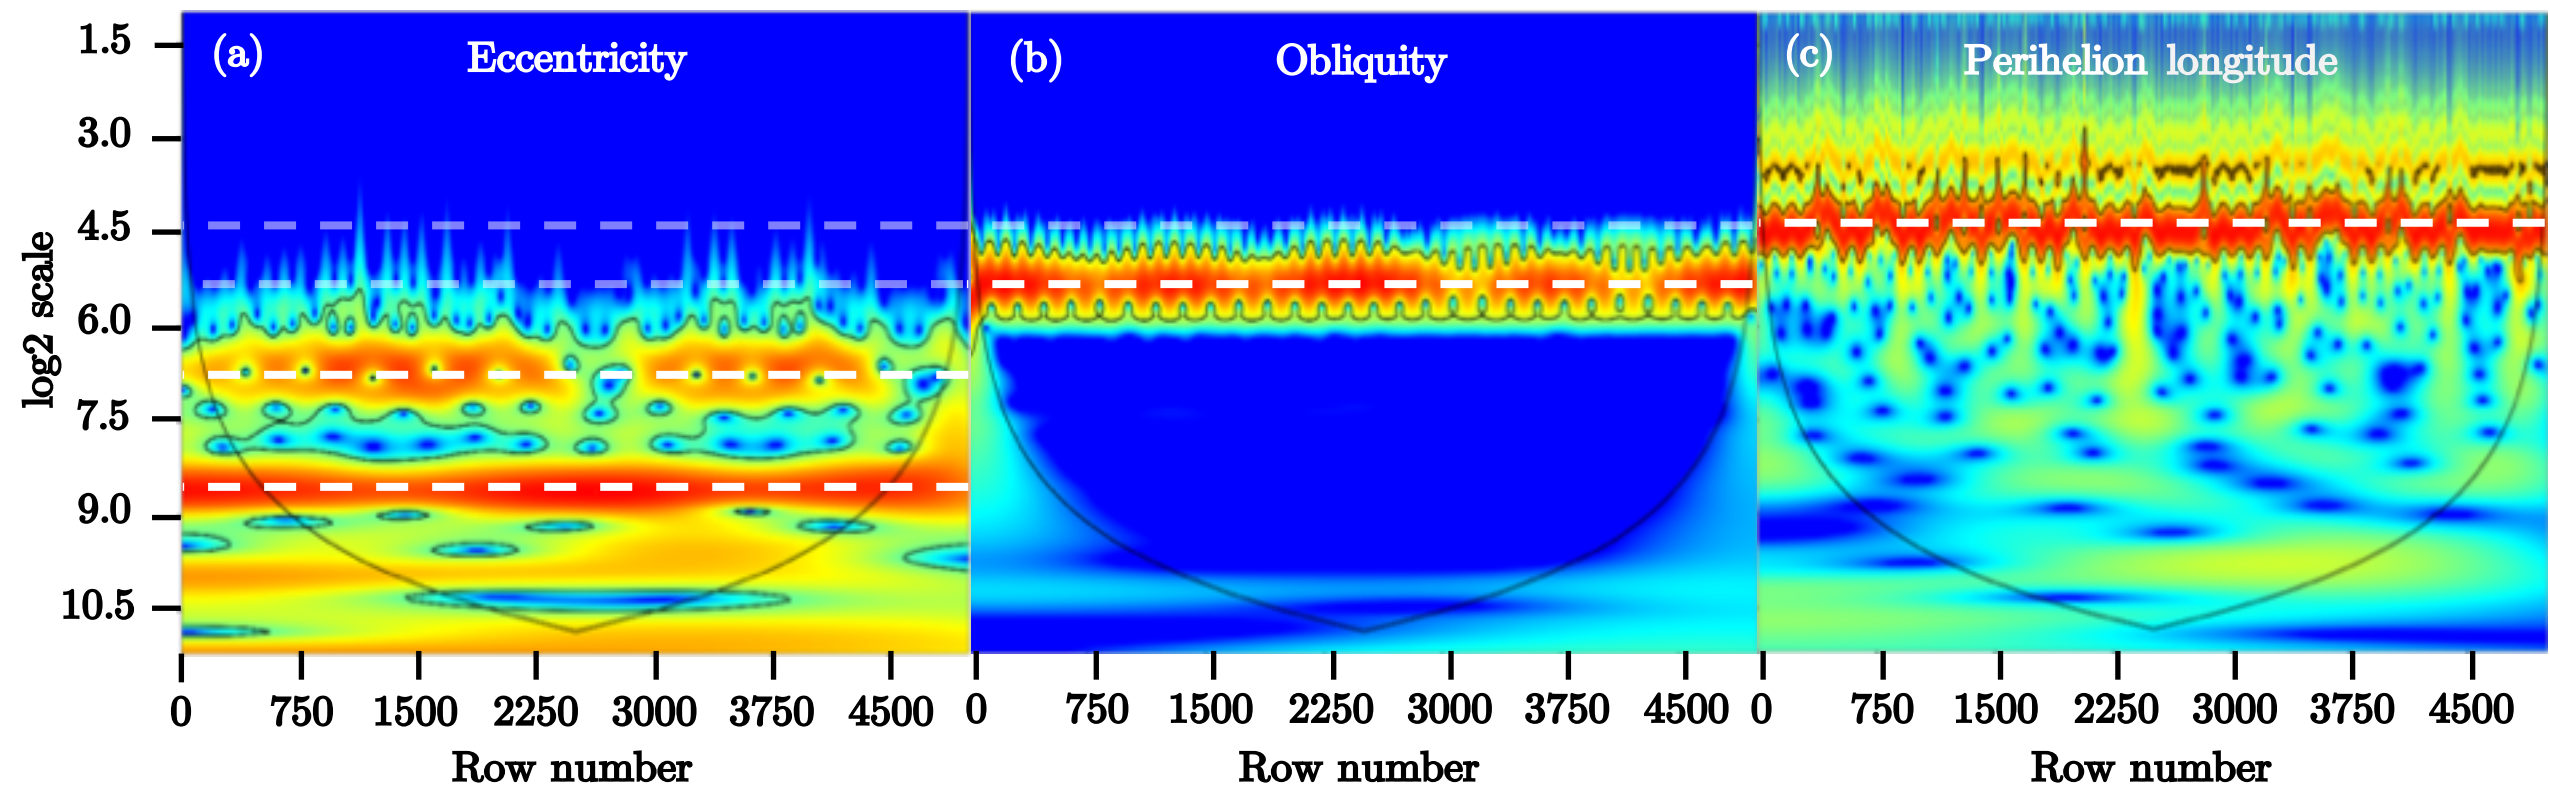 (a) Eccentricity
(b) Obliquity
(c) Perihelion longitude
log2 scale
1.5
3.0
4.5
6.0
7.5
9.0
10.5
0 750 1500 2250 3000 3750 4500
0 750 1500 2250 3000 3750 4500
0 750 1500 2250 3000 3750 4500
Row number
Row number
Row number